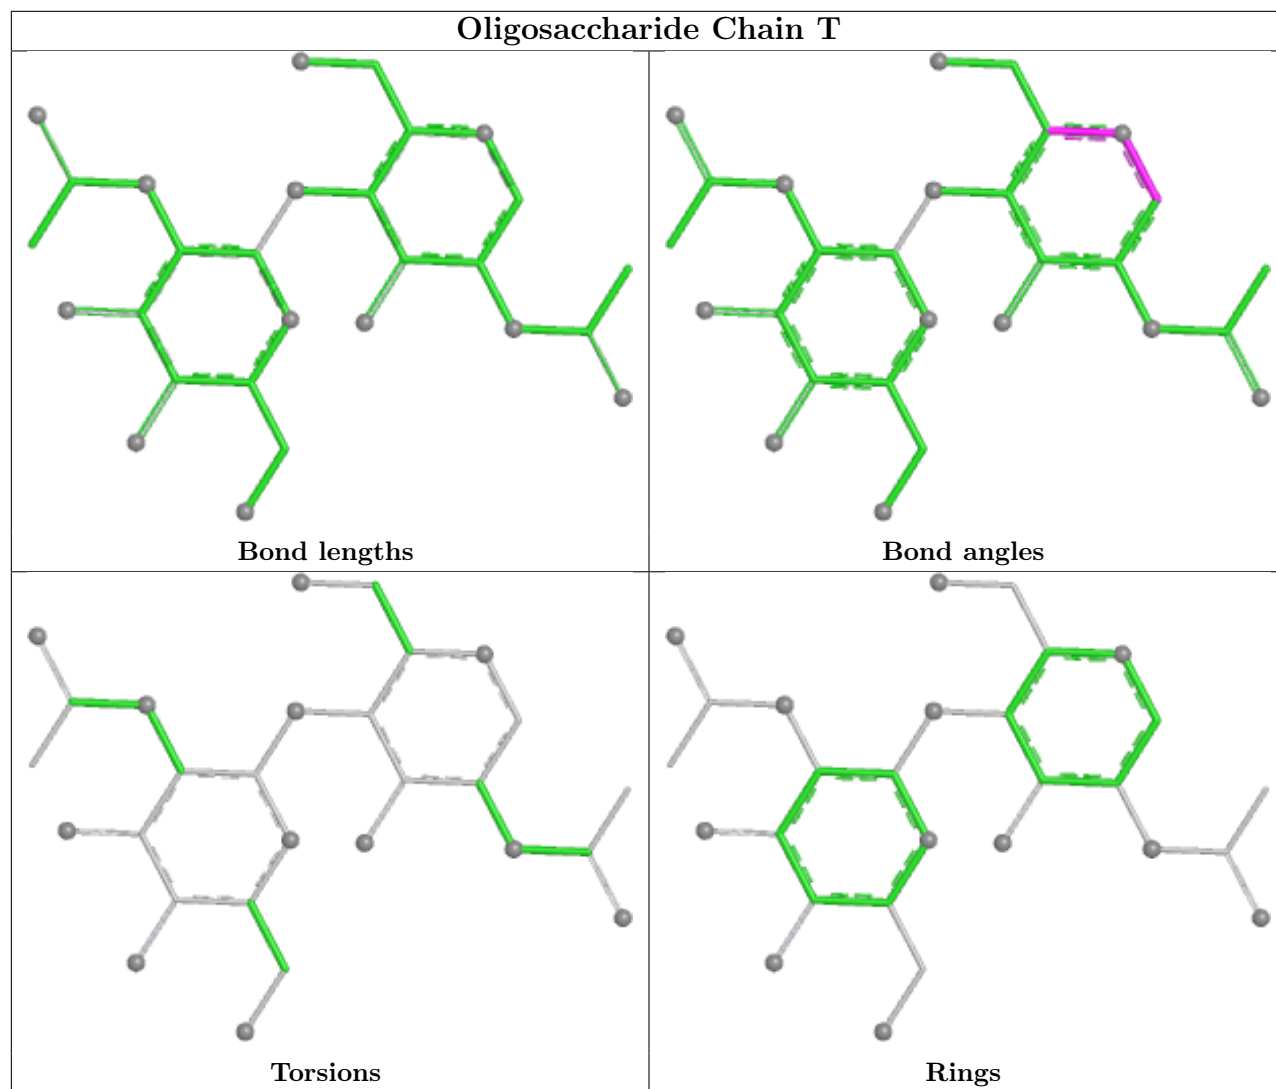 Oligosaccharide Chain T
Bond lengths
Bond angles
Torsions
Rings